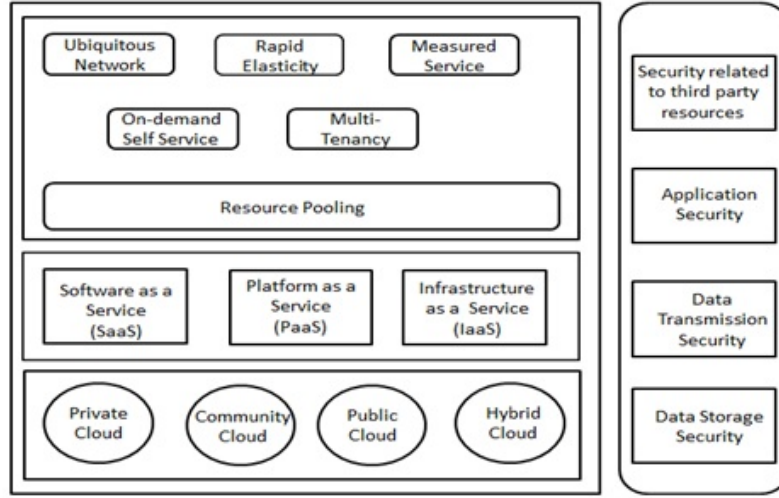 Ubiquitous
Network
Rapid
Elasticity
Measured
Service
On-demand
Self Service
Multi-
Tenancy
Resource Pooling
Software as a
Service
(SaaS)
Platform as a
Service
(PaaS)
Infrastructure
as a Service
(IaaS)
Private
Cloud
Community
Cloud
Public
Cloud
Hybrid
Cloud
Security related
to third party
resources
Application
Security
Data
Transmission
Security
Data Storage
Security